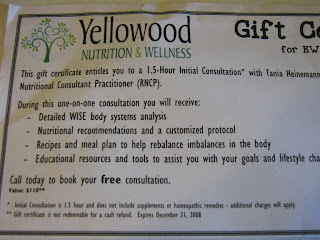 Yellowood
NUTRITION & WELLNESS
Gift Ce
for KW
This gift certificate entitles you to a 1.5-Hour Initial Consultation* with Tania Heinemann
Nutritional Consultant Practitioner (RNCP).
During this one-on-one consultation you will receive:
- Detailed WISE body systems analysis
- Nutritional recommendations and a customized protocol
- Recipes and meal plan to help rebalance imbalances in the body
- Educational resources and tools to assist you with your goals and lifestyle cha
Call today to book your free consultation.
Value: $110**
* Initial Consultation is 1.5 hour and does not include supplements or homeopathic remedies - additional charges will apply.
** Gift certificate is not redeemable for a cash refund. Expires December 31, 2008